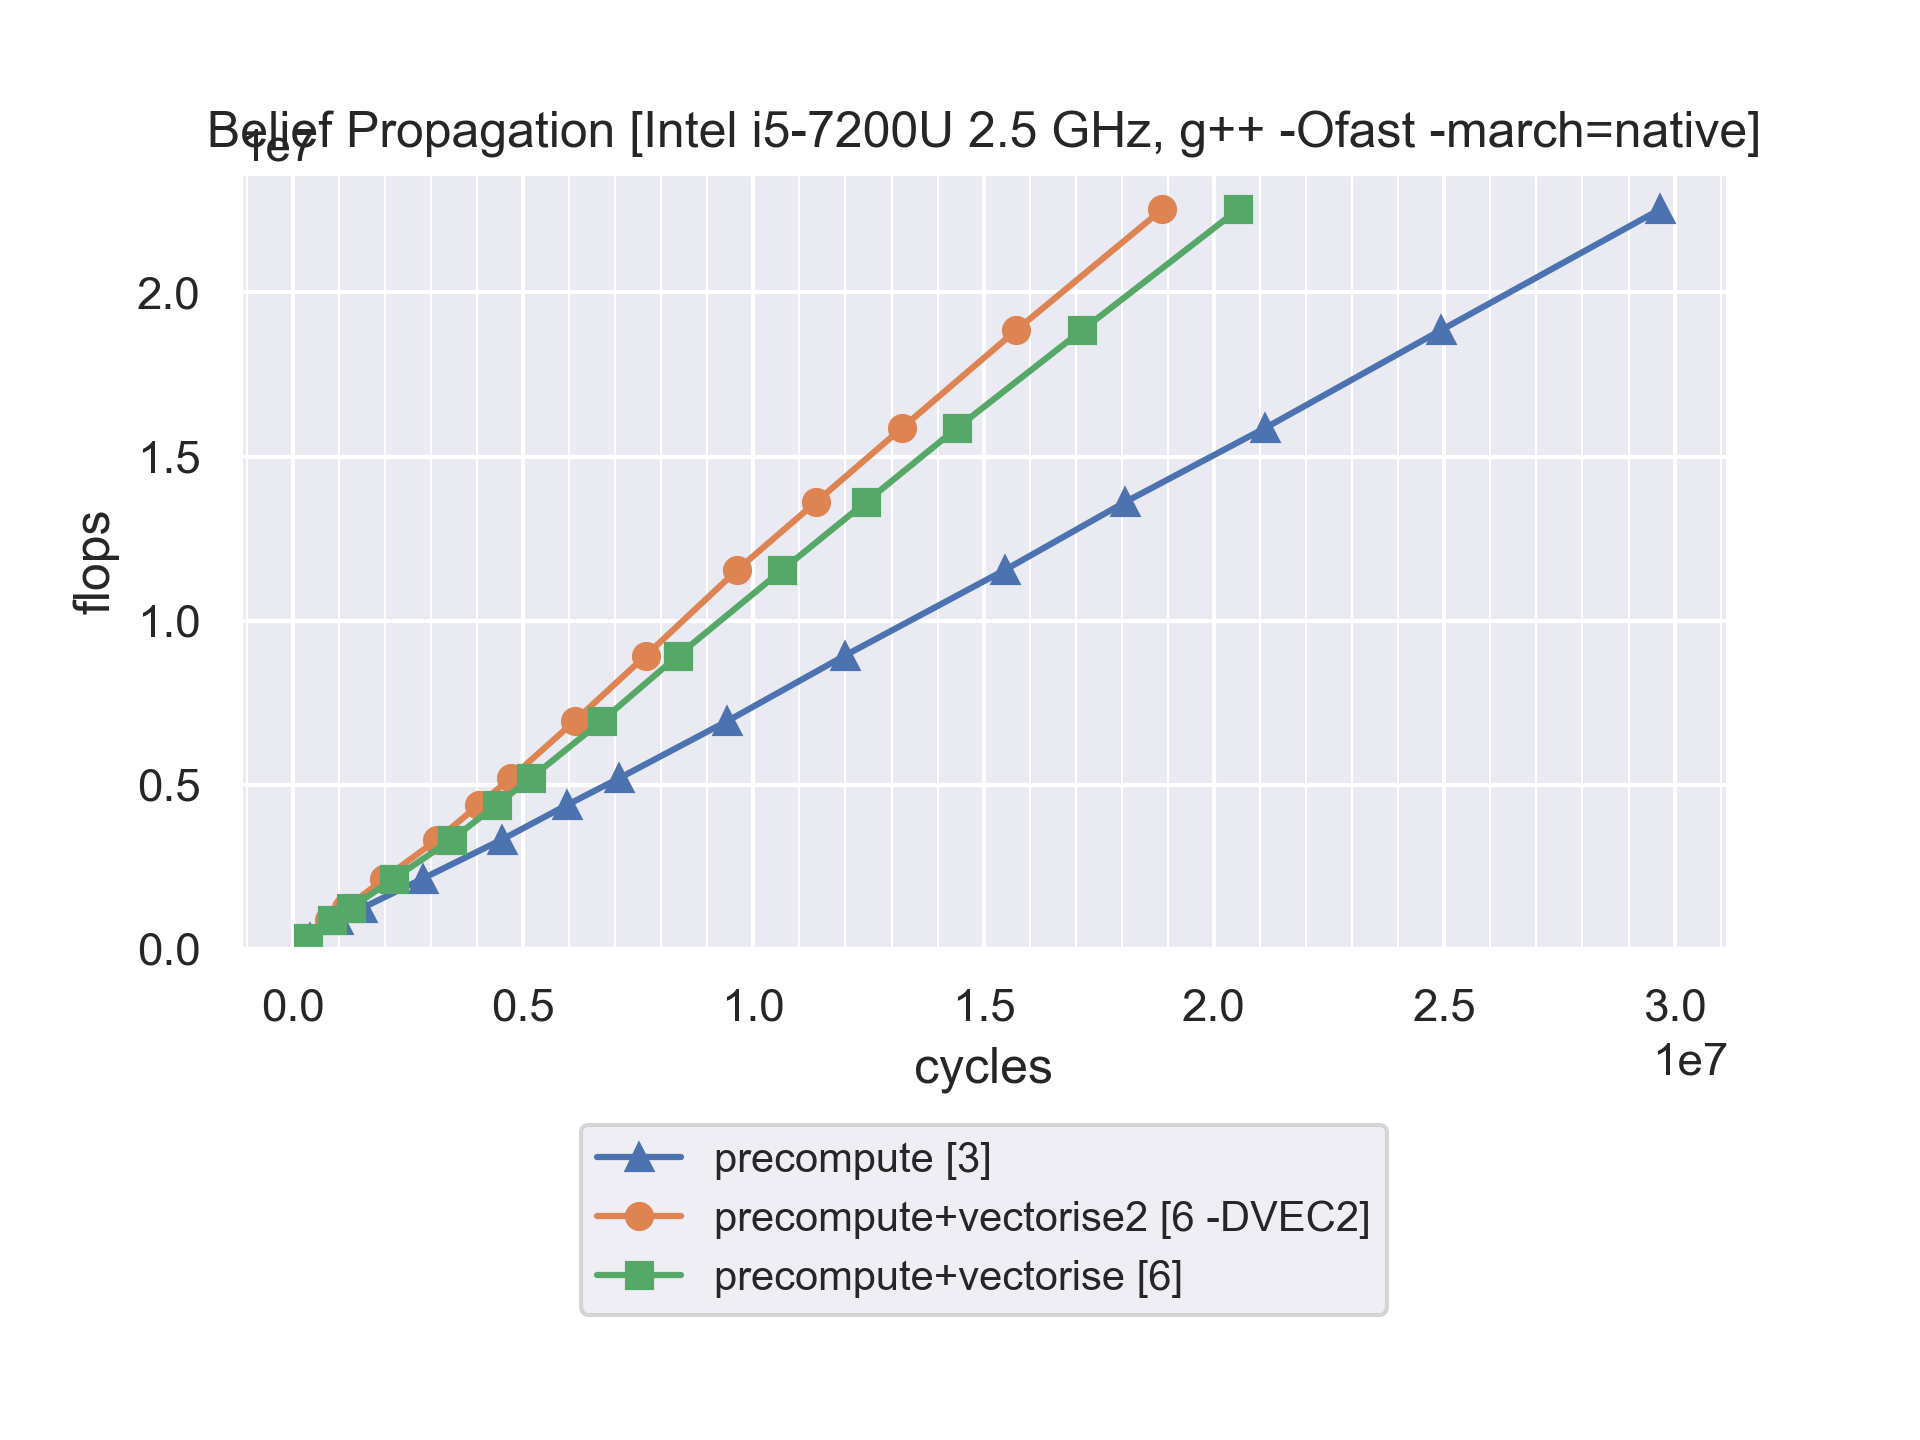 Belief Propagation [Intel i5-7200U 2.5 GHz, g++ -Ofast -march=native]
1e7
2.0
1.5
1.0
0.5
0.0
flops
0.0 0.5 1.0 1.5 2.0 2.5 3.0
1e7
cycles
precompute [3]
precompute+vectorise2 [6 -DVEC2]
precompute+vectorise [6]